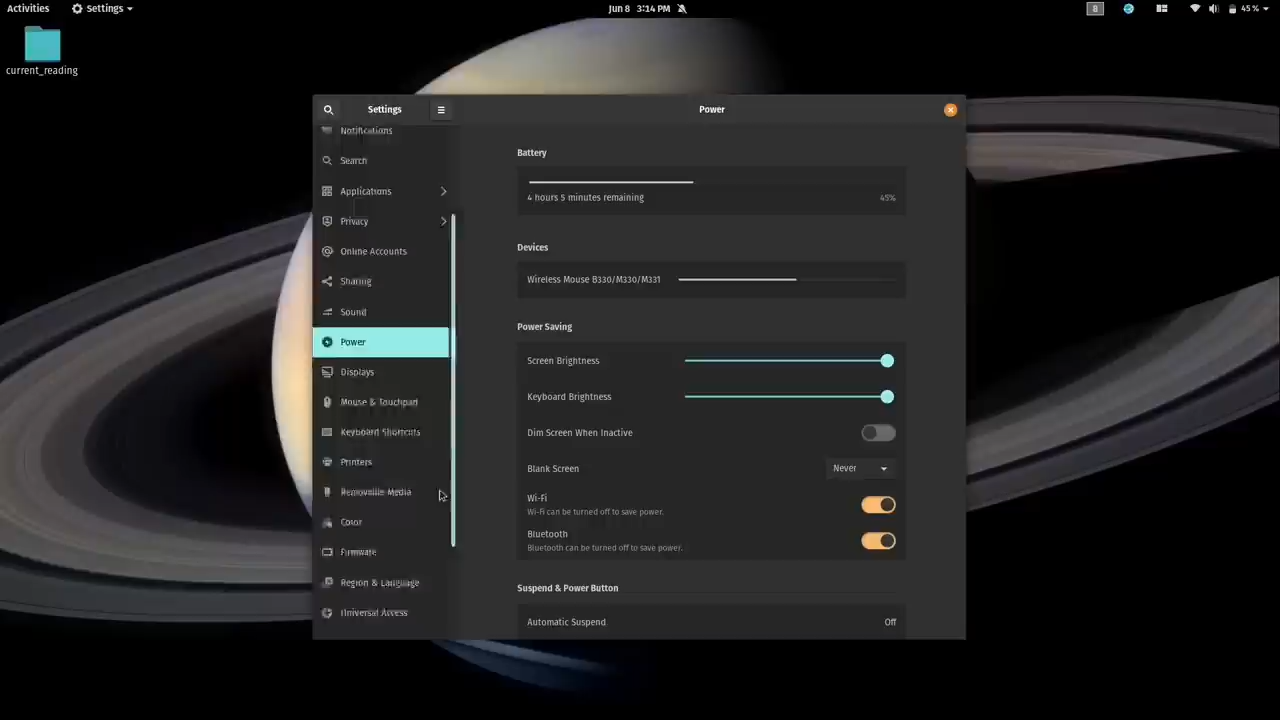 Activities
Settings
Jun 8 3:14 PM
8
45 %
current_reading
Settings
Power
Notifications
Search
Applications
Privacy
Online Accounts
Sharing
Sound
Power
Displays
Mouse & Touchpad
Keyboard Shortcuts
Printers
Removable Media
Color
Firmware
Region & Language
Universal Access
Battery
4 hours 5 minutes remaining
45%
Devices
Wireless Mouse B330/M330/M331
Power Saving
Screen Brightness
Keyboard Brightness
Dim Screen When Inactive
Blank Screen
Never
Wi-Fi
Wi-Fi can be turned off to save power.
Bluetooth
Bluetooth can be turned off to save power.
Suspend & Power Button
Automatic Suspend
Off